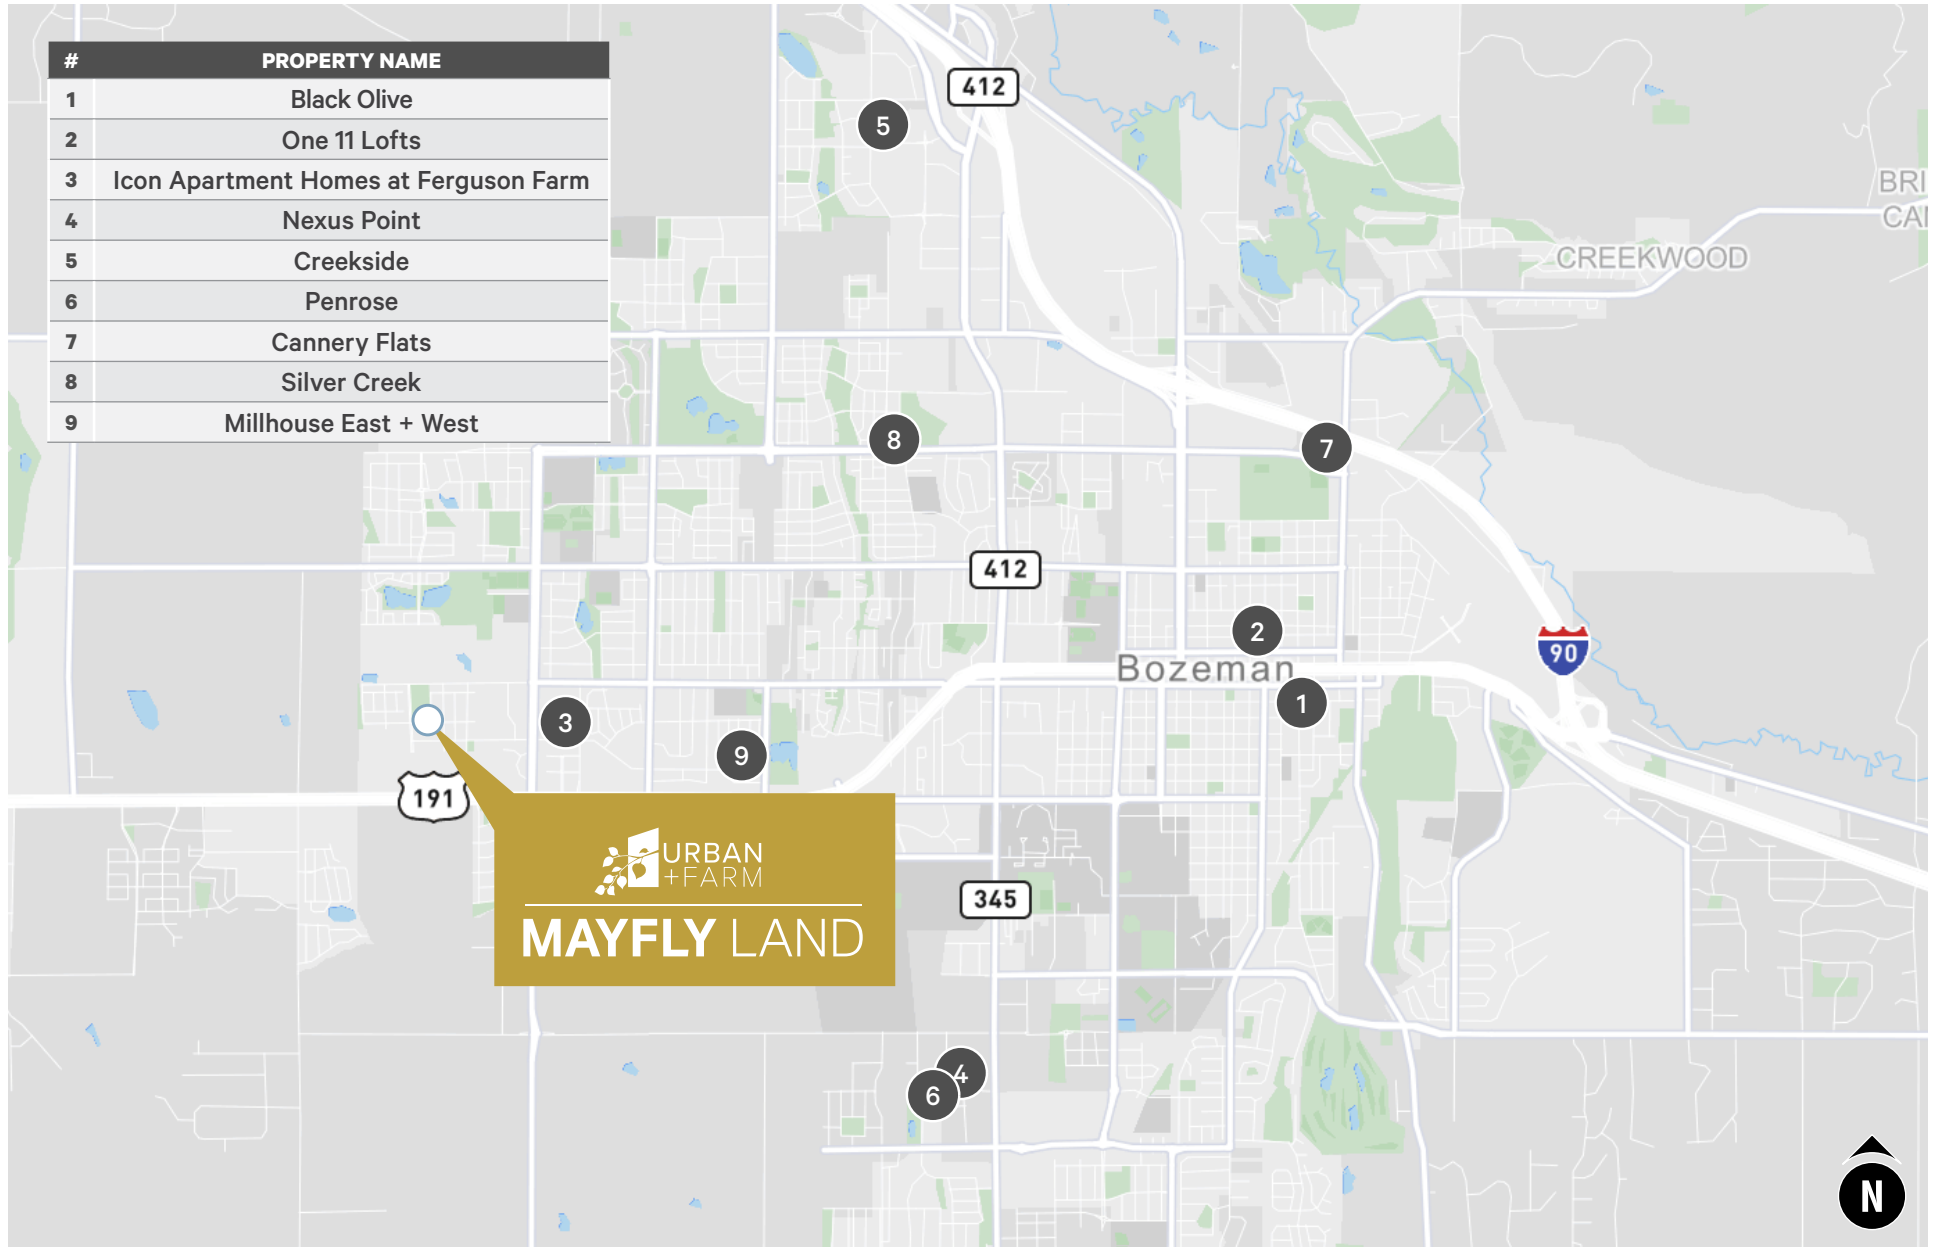 # PROPERTY NAME
1 Black Olive
2 One 11 Lofts
3 Icon Apartment Homes at Ferguson Farm
4 Nexus Point
5 Creekside
6 Penrose
7 Cannery Flats
8 Silver Creek
9 Millhouse East + West
412
5
BRI
CAN
CREEKWOOD
8
7
412
2
90
Bozeman
1
3
9
191
URBAN
+FARM
MAYFLY LAND
345
4
6
N